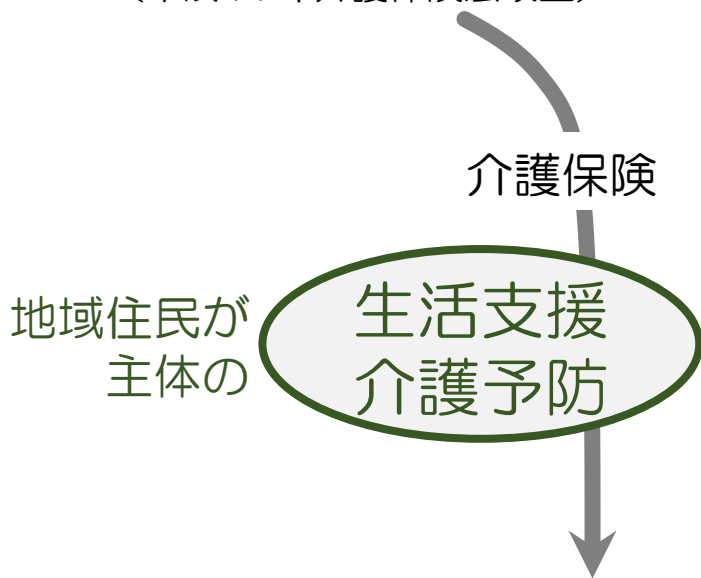 介護保険
地域住民が
主体の
生活支援
介護予防